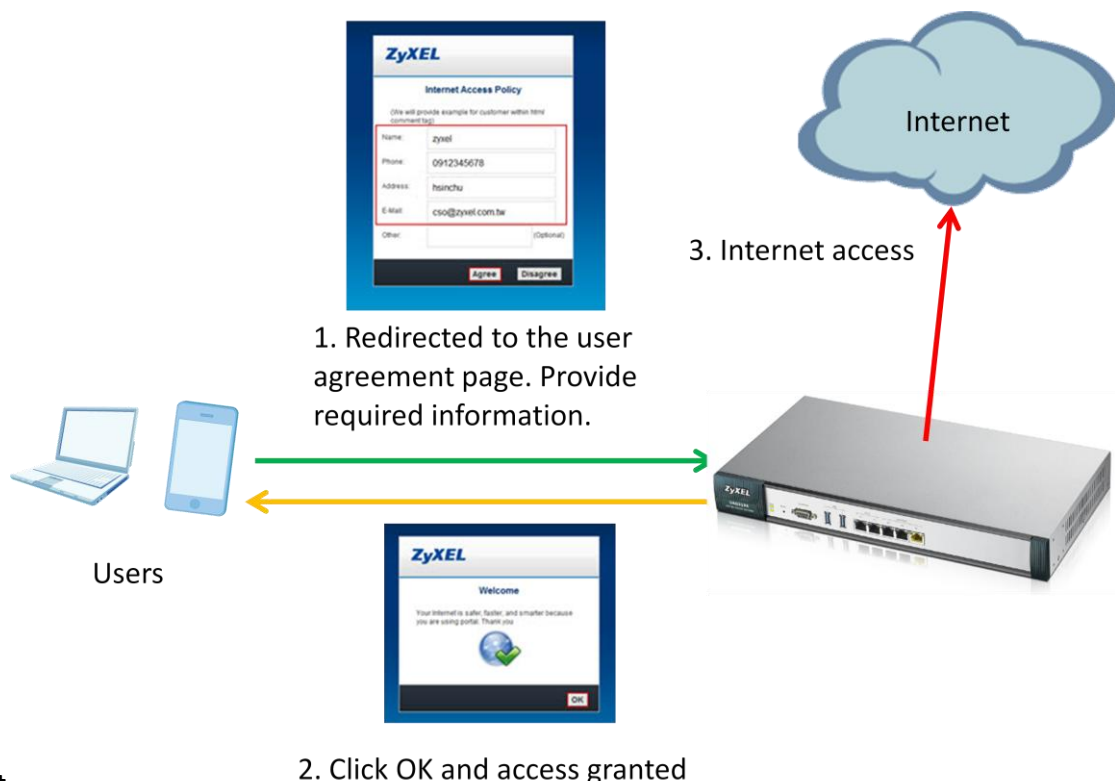 ZyXEL
Internet Access Policy
(We will provide example for customer within html
comment tag)
Name: zyxel
Phone: 0912345678
Address: hsinchu
E-Mail: cso@zyxel.com.tw
Other: (Optional)
Agree Disagree
Internet
3. Internet access
1. Redirected to the user
agreement page. Provide
required information.
ZyXEL
Users
ZyXEL
Welcome
Your Internet is safer, faster, and smarter because
you are using portal. Thank you
OK
2. Click OK and access granted